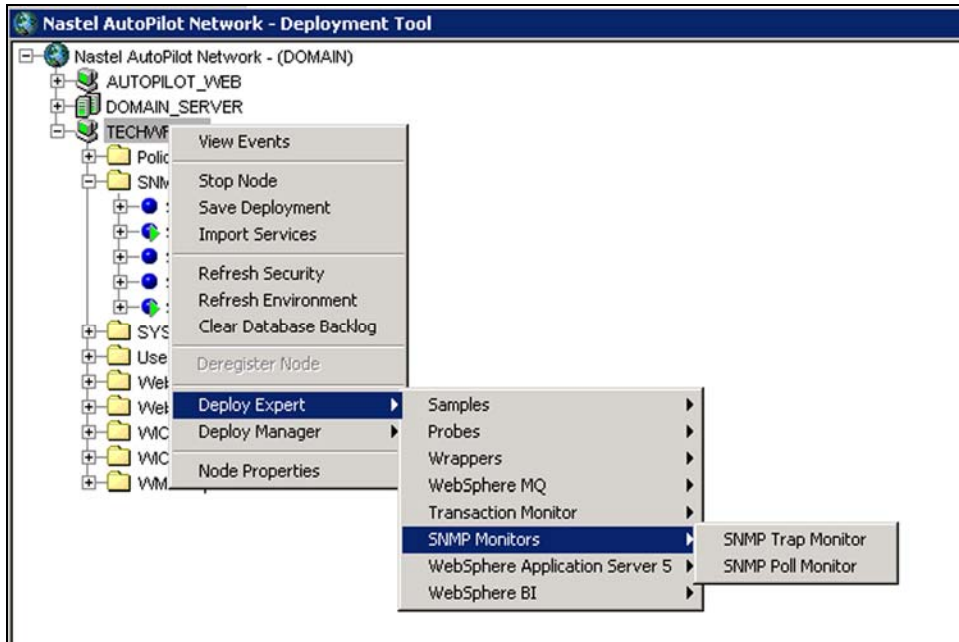 Nastel AutoPilot Network - Deployment Tool
Nastel AutoPilot Network - (DOMAIN)
AUTOPILOT_WEB
DOMAIN_SERVER
View Events
Stop Node
Save Deployment
Import Services
Refresh Security
Refresh Environment
Clear Database Backlog
Deregister Node
Deploy Expert
Deploy Manager
Node Properties
Samples
Probes
Wrappers
WebSphere MQ
Transaction Monitor
SNMP Monitors
WebSphere Application Server 5
WebSphere BI
SNMP Trap Monitor
SNMP Poll Monitor